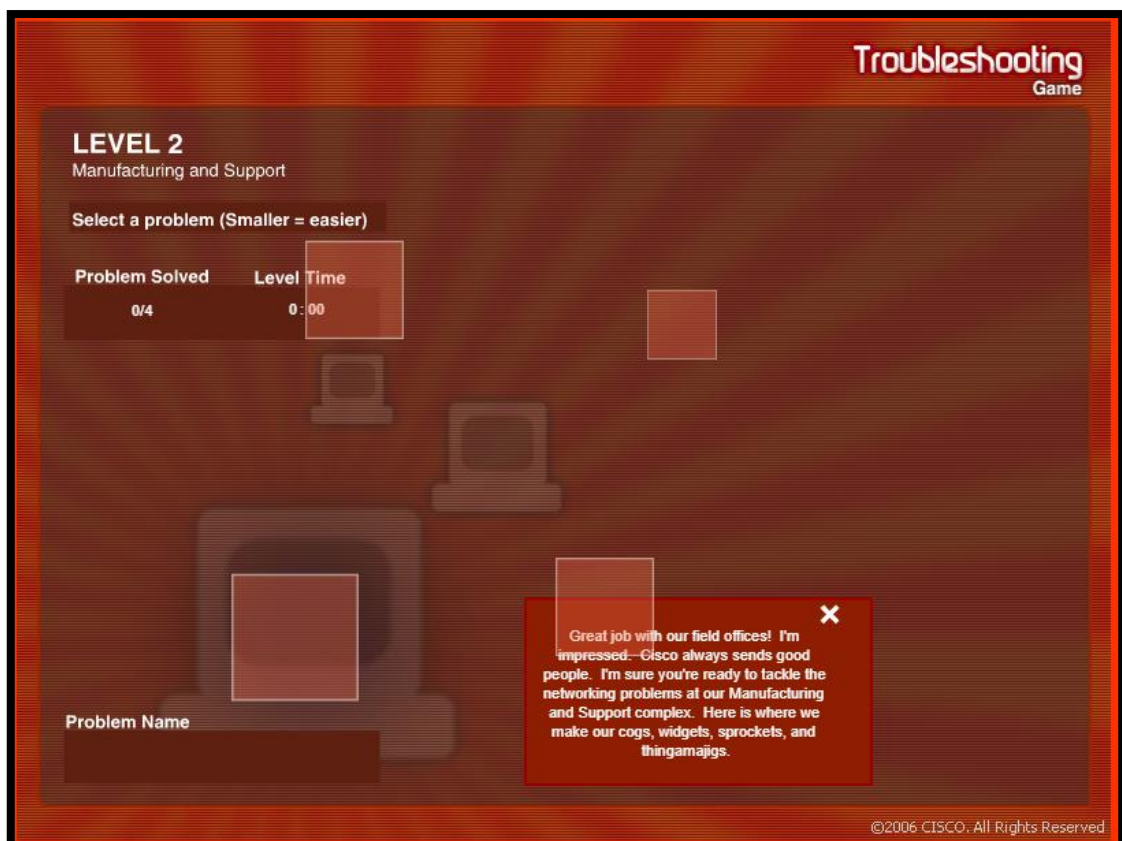 Troubleshooting
Game
LEVEL 2
Manufacturing and Support
Select a problem (Smaller = easier)
Problem Solved
Level Time
0/4
0:00
Great job with our field offices! I'm
impressed. Cisco always sends good
people. I'm sure you're ready to tackle the
networking problems at our Manufacturing
and Support complex. Here is where we
make our cogs, widgets, sprockets, and
thingamajigs.
Problem Name
©2006 CISCO. All Rights Reserved